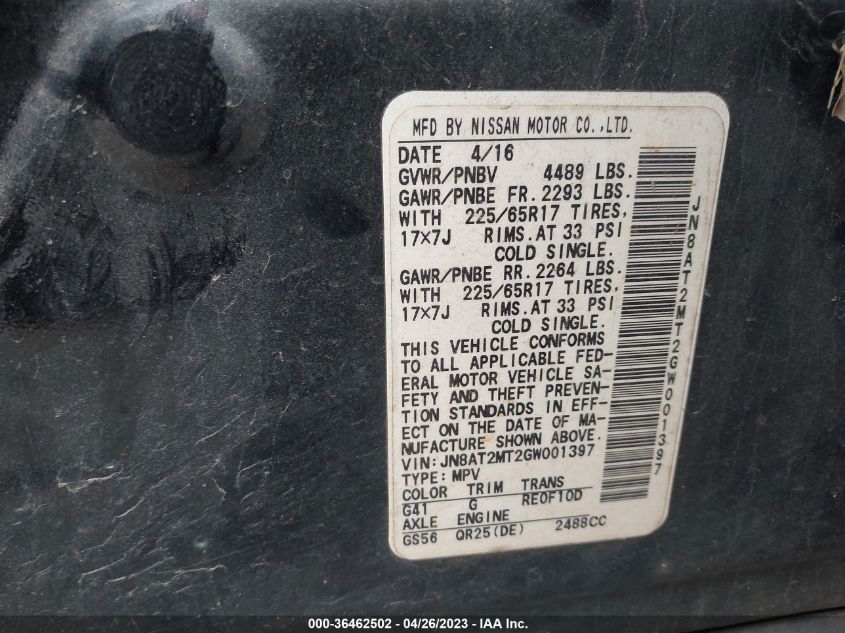 MFD BY NISSAN MOTOR CO.,LTD.
DATE 4/16
GVWR/PNBV 4489 LBS.
GAWR/PNBE FR. 2293 LBS.
WITH 225/65R17 TIRES,
17×7J RIMS.AT 33 PSI
COLD SINGLE.
GAWR/PNBE RR. 2264 LBS.
WITH 225/65R17 TIRES,
17×7J RIMS.AT 33 PSI
COLD SINGLE.
THIS VEHICLE CONFORMS
TO ALL APPLICABLE FED-
ERAL MOTOR VEHICLE SA-
FETY AND THEFT PREVEN-
TION STANDARDS IN EFF-
ECT ON THE DATE OF MA-
NUFACTURE SHOWN ABOVE.
VIN: JN8AT2MT2GW001397
TYPE: MPV
COLOR TRIM TRANS
G41 G RE0F10D
AXLE ENGINE
GS56 QR25(DE) 2488CC
JN8AT2MT2GW001397
000-36462502 - 04/26/2023 - IAA Inc.